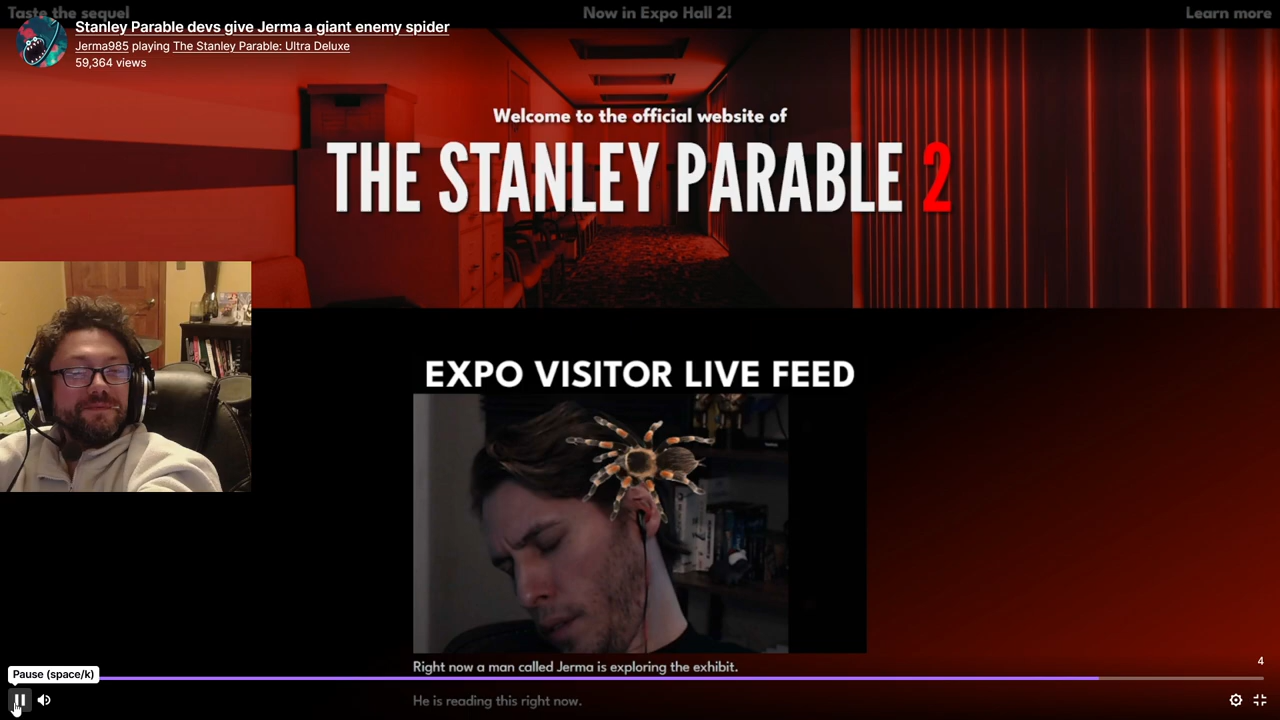 Taste the sequel
Now in Expo Hall 2!
Learn more
Stanley Parable devs give Jerma a giant enemy spider
Jerma985 playing The Stanley Parable: Ultra Deluxe
59,364 views
Welcome to the official website of
THE STANLEY PARABLE 2
EXPO VISITOR LIVE FEED
Right now a man called Jerma is exploring the exhibit.
4
Pause (space/k)
He is reading this right now.